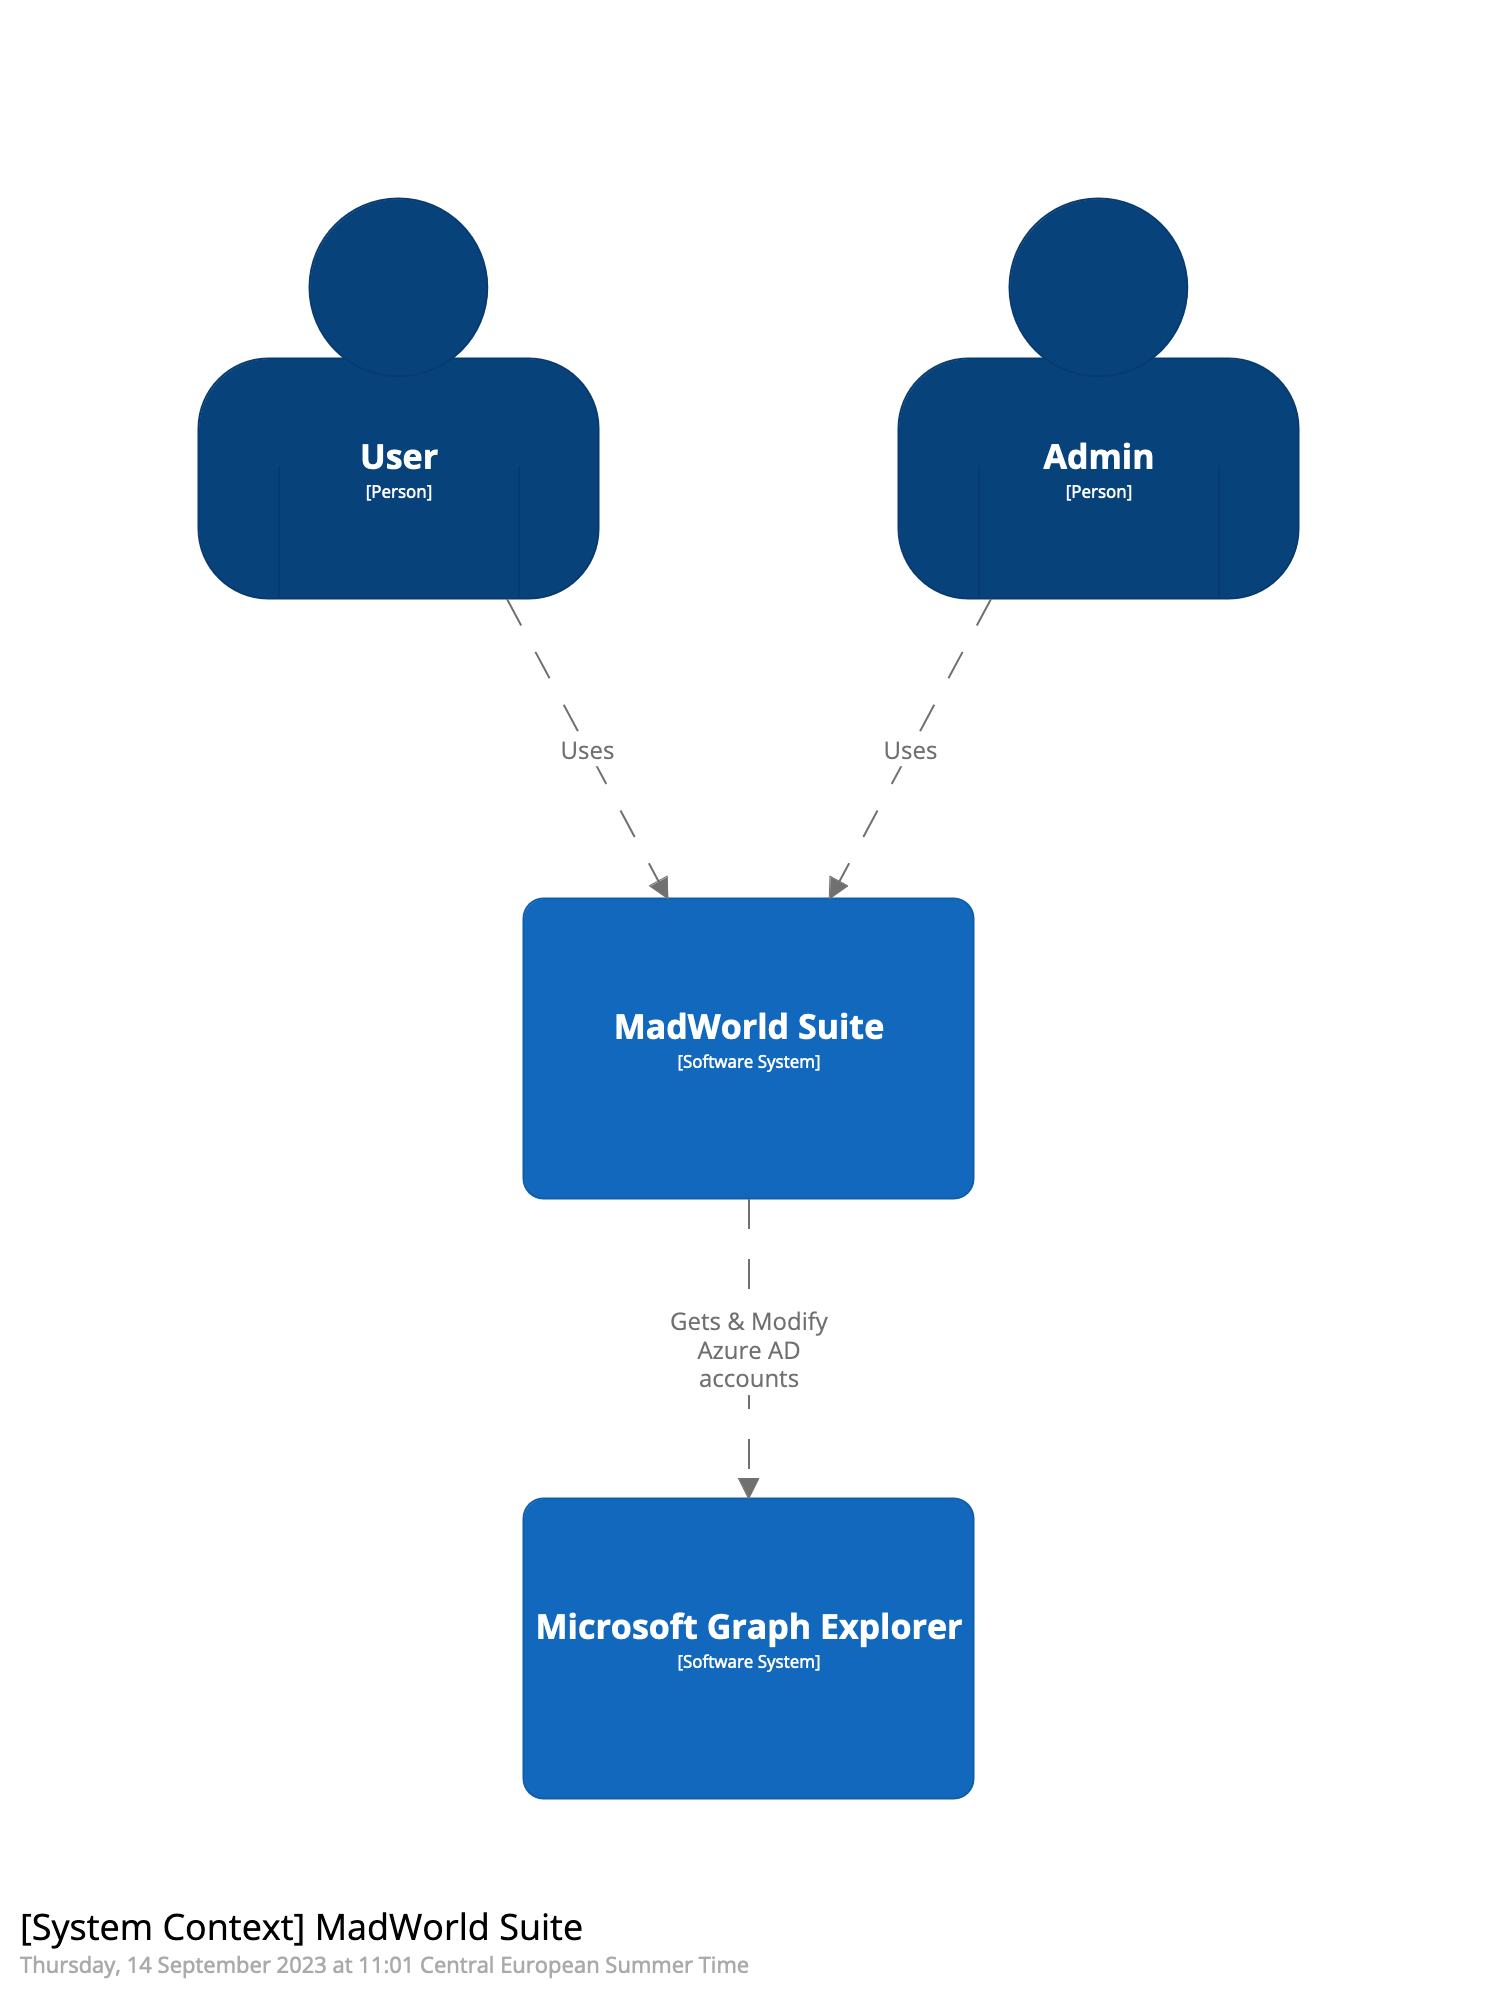 User
[Person]
Admin
[Person]
Uses
Uses
MadWorld Suite
[Software System]
Gets & Modify
Azure AD
accounts
Microsoft Graph Explorer
[Software System]
[System Context] MadWorld Suite
Thursday, 14 September 2023 at 11:01 Central European Summer Time